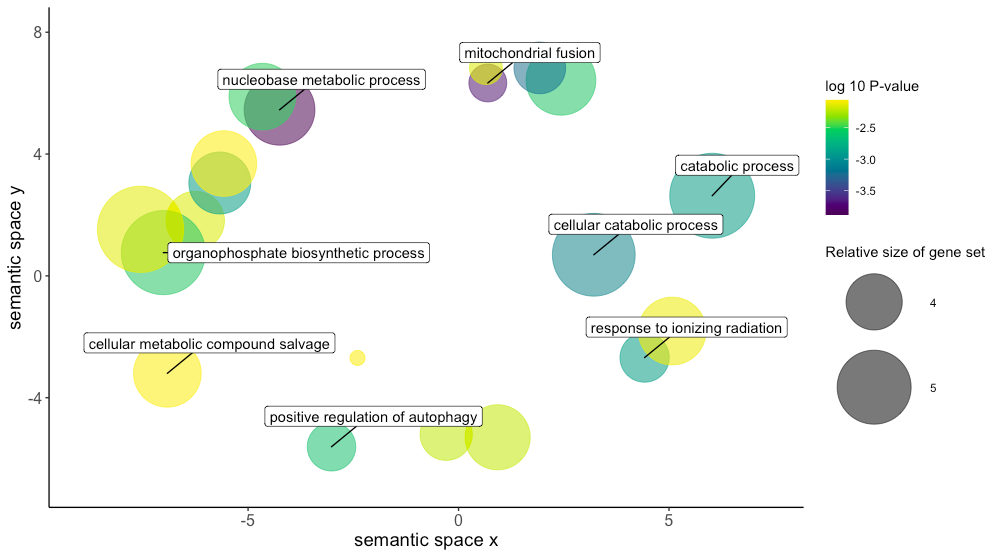 8
4
0
-4
-5
0
5
semantic space y
semantic space x
mitochondrial fusion
nucleobase metabolic process
catabolic process
cellular catabolic process
organophosphate biosynthetic process
response to ionizing radiation
cellular metabolic compound salvage
positive regulation of autophagy
log 10 P-value
-2.5
-3.0
-3.5
Relative size of gene set
4
5